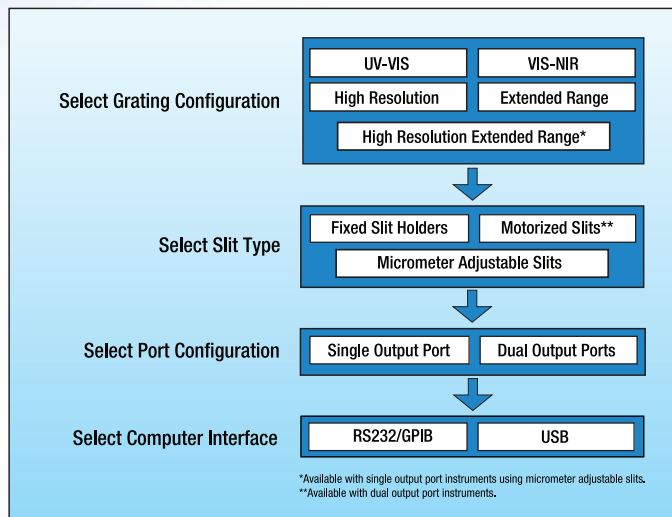 Select Grating Configuration
UV-VIS
VIS-NIR
High Resolution
Extended Range
High Resolution Extended Range*
Select Slit Type
Fixed Slit Holders
Motorized Slits**
Micrometer Adjustable Slits
Select Port Configuration
Single Output Port
Dual Output Ports
Select Computer Interface
RS232/GPIB
USB
*Available with single output port instruments using micrometer adjustable slits.
**Available with dual output port instruments.